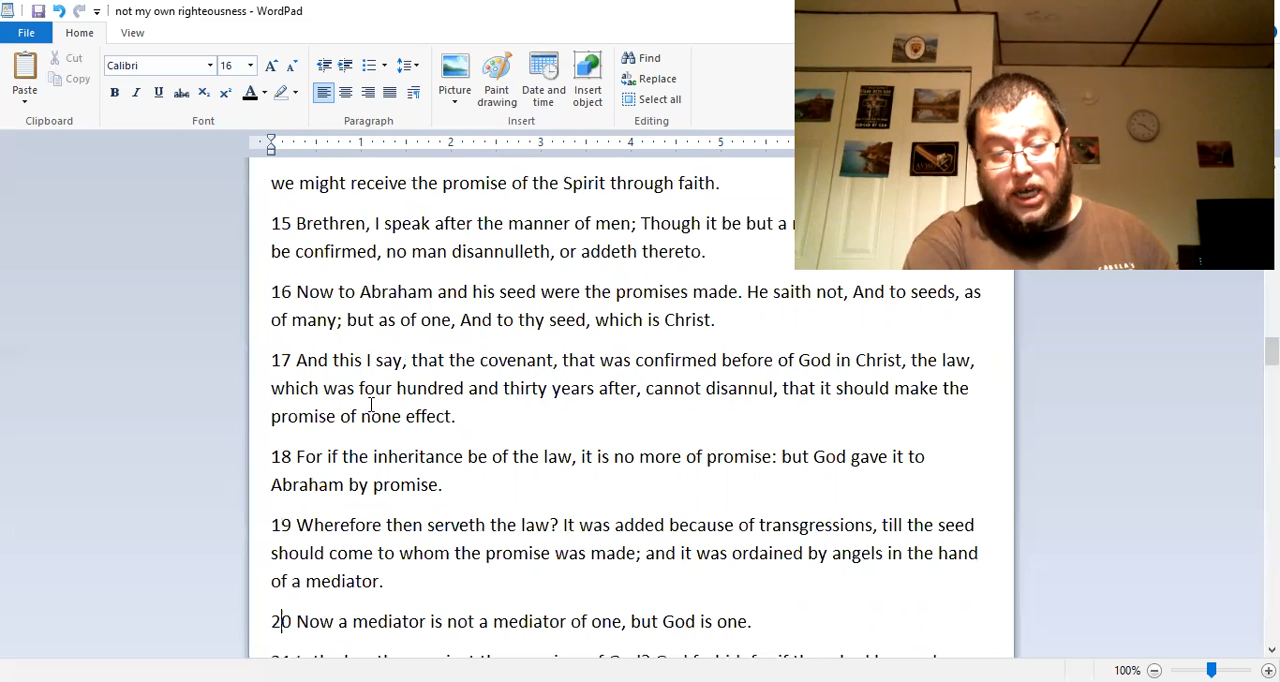 not my own righteousness - WordPad
File
Home
View
Paste
Cut
Copy
Clipboard
Calibri
16
Font
Paragraph
Picture
Paint drawing
Date and time
Insert object
Insert
Find
Replace
Select all
Editing
1 2 3 4 5
we might receive the promise of the Spirit through faith.
15 Brethren, I speak after the manner of men; Though it be but a
be confirmed, no man disannulleth, or addeth thereto.
16 Now to Abraham and his seed were the promises made. He saith not, And to seeds, as
of many; but as of one, And to thy seed, which is Christ.
17 And this I say, that the covenant, that was confirmed before of God in Christ, the law,
which was four hundred and thirty years after, cannot disannul, that it should make the
promise of none effect.
18 For if the inheritance be of the law, it is no more of promise: but God gave it to
Abraham by promise.
19 Wherefore then serveth the law? It was added because of transgressions, till the seed
should come to whom the promise was made; and it was ordained by angels in the hand
of a mediator.
20 Now a mediator is not a mediator of one, but God is one.
100%